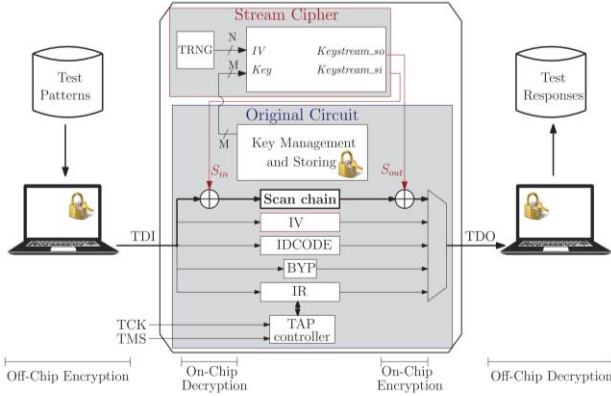 Stream Cipher
TRNG
N
IV
Keystream_so
M
Key
Keystream_si
Test
Patterns
Test
Responses
Original Circuit
M
Key Management
and Storing
S_in
S_out
Scan chain
TDI
IV
TDO
IDCODE
BYP
IR
TCK
TMS
TAP
controller
Off-Chip Encryption
On-Chip
Decryption
On-Chip
Encryption
Off-Chip Decryption